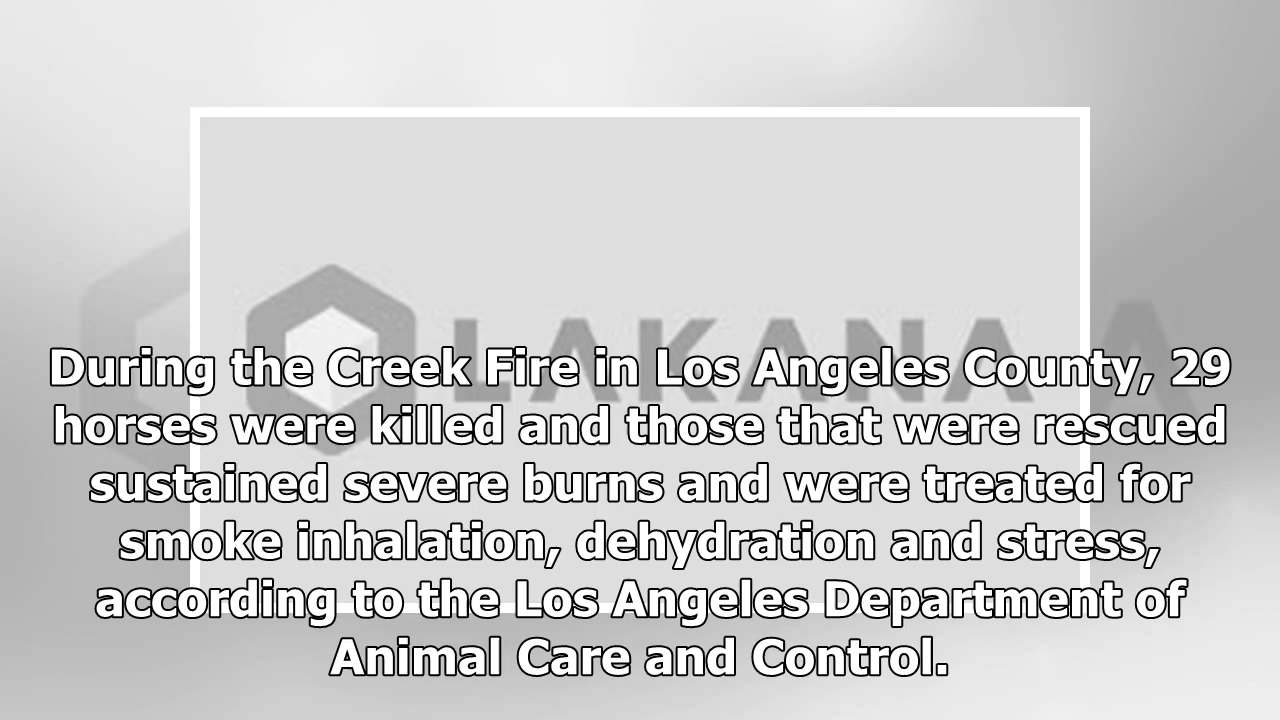 LAKANA
A
During the Creek Fire in Los Angeles County, 29
horses were killed and those that were rescued
sustained severe burns and were treated for
smoke inhalation, dehydration and stress,
according to the Los Angeles Department of
Animal Care and Control.